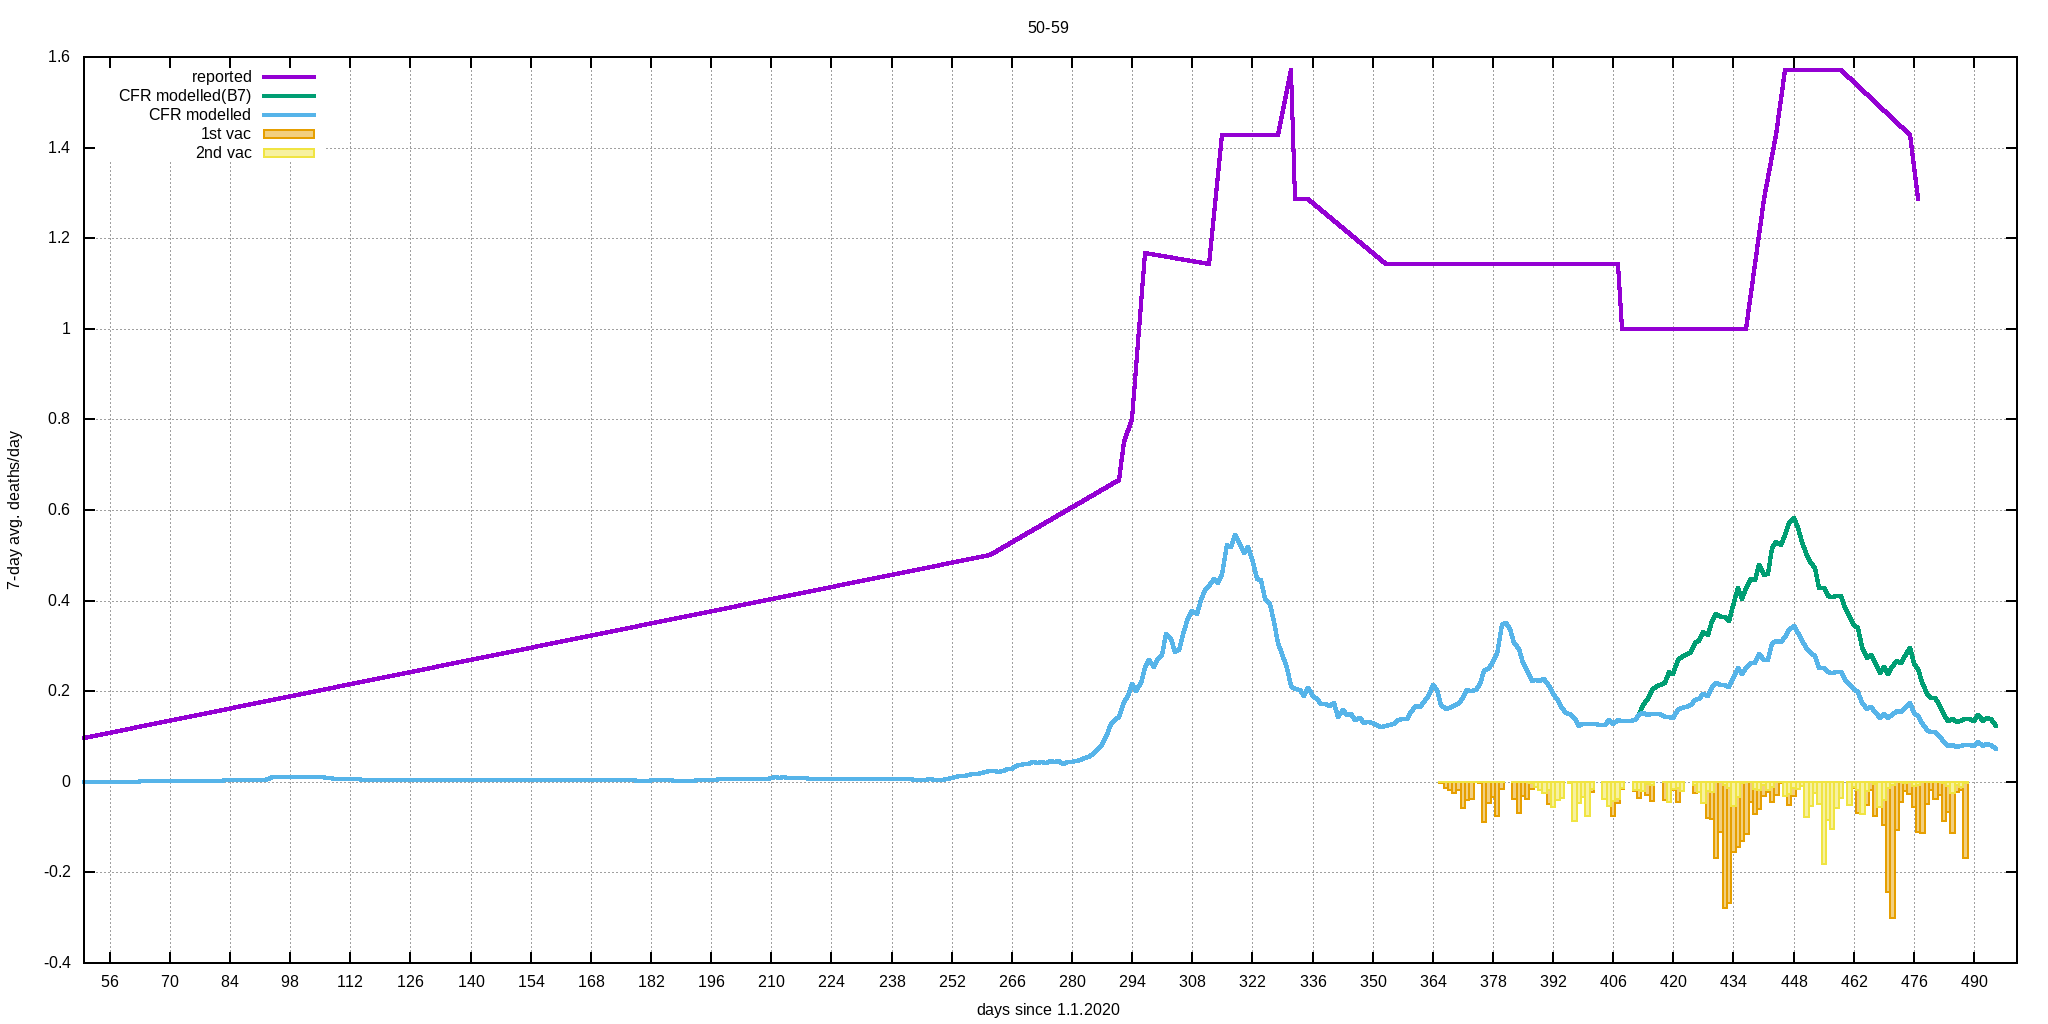 50-59
1.6
1.4
1.2
1
0.8
0.6
0.4
0.2
0
-0.2
-0.4
7-day avg. deaths/day
reported
CFR modelled(B7)
CFR modelled
1st vac
2nd vac
56 70 84 98 112 126 140 154 168 182 196 210 224 238 252 266 280 294 308 322 336 350 364 378 392 406 420 434 448 462 476 490
days since 1.1.2020